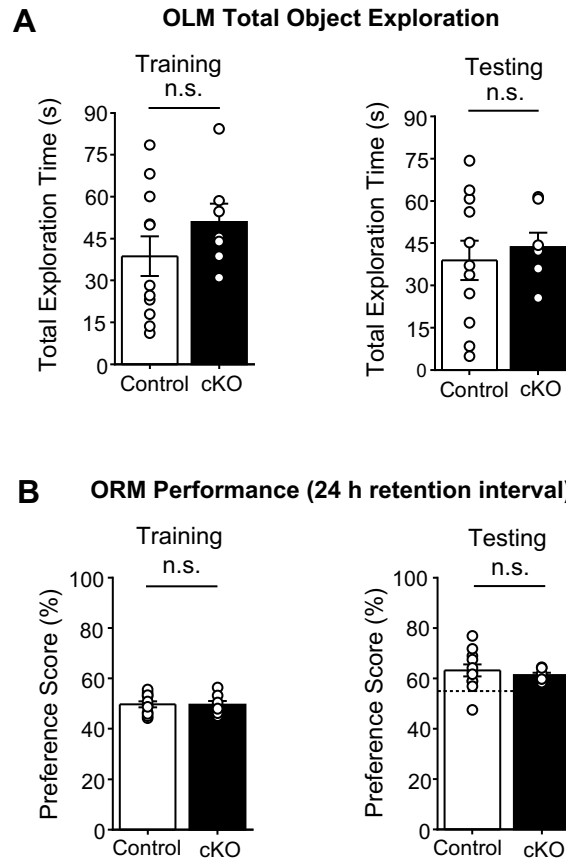 A
OLM Total Object Exploration
Training
n.s.
Total Exploration Time (s)
90
75
60
45
30
15
0
Control cKO
Testing
n.s.
Total Exploration Time (s)
90
75
60
45
30
15
0
Control cKO
B
ORM Performance (24 h retention interval)
Training
n.s.
Preference Score (%)
100
80
60
40
20
0
Control cKO
Testing
n.s.
Preference Score (%)
100
80
60
40
20
0
Control cKO